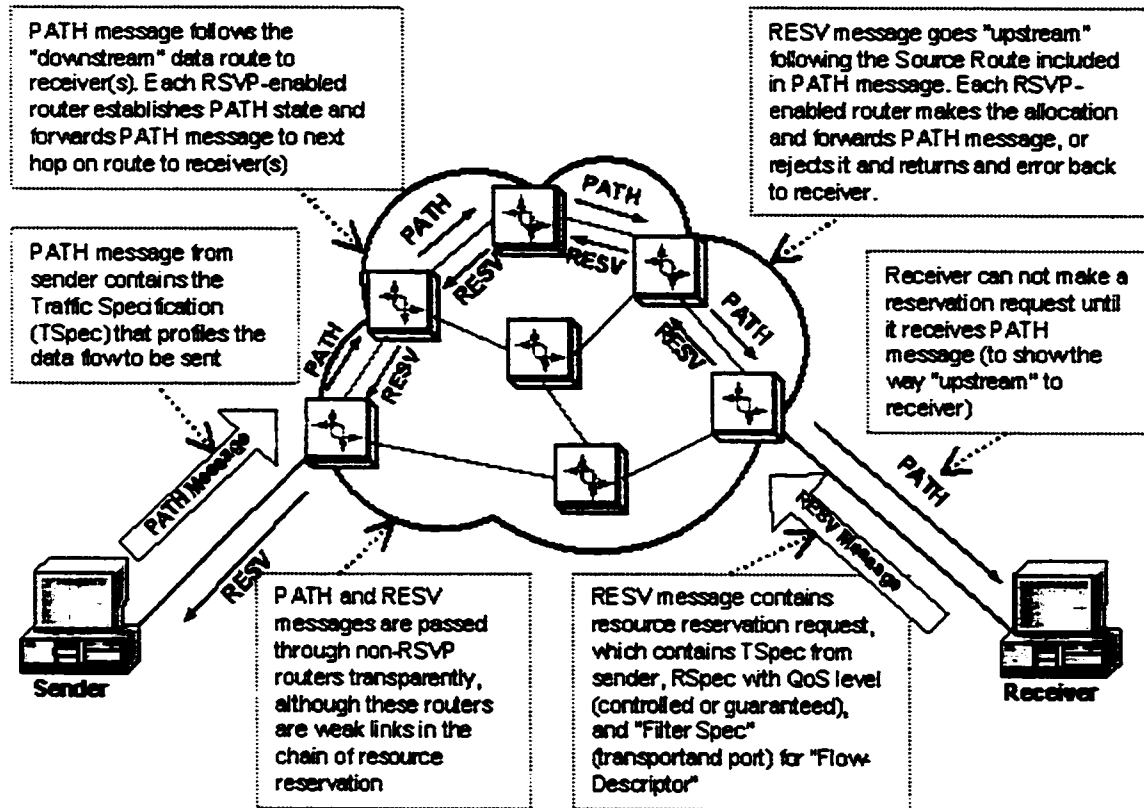 PATH message follows the
"downstream" data route to
receiver(s). Each RSVP-enabled
router establishes PATH state and
forwards PATH message to next
hop on route to receiver(s)
RESV message goes "upstream"
following the Source Route included
in PATH message. Each RSVP-
enabled router makes the allocation
and forwards PATH message, or
rejects it and returns and error back
to receiver.
PATH message from
sender contains the
Traffic Specification
(TSpec) that profiles the
data flow to be sent
Receiver can not make a
reservation request until
it receives PATH
message (to show the
way "upstream" to
receiver)
PATH
RESV
PATH
RESV
PATH
RESV
PATH
RESV
PATH Message
RESV
PATH
RESV Message
Sender
Receiver
PATH and RESV
messages are passed
through non-RSVP
routers transparently,
although these routers
are weak links in the
chain of resource
reservation
RESV message contains
resource reservation request,
which contains TSpec from
sender, RSpec with QoS level
(controlled or guaranteed),
and "Filter Spec"
(transportand port) for "Flow-
Descriptor"